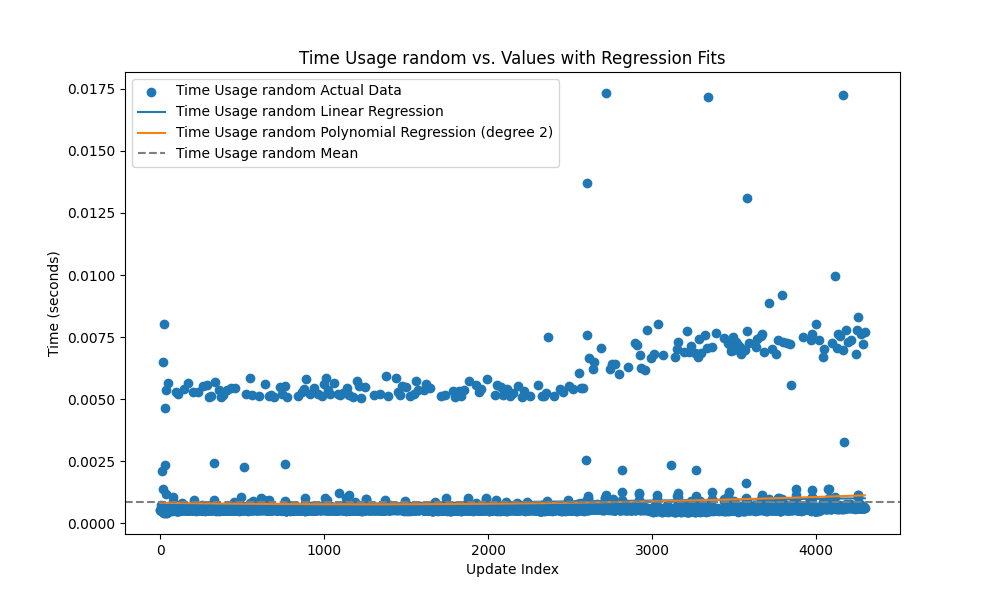 Time Usage random vs. Values with Regression Fits
Time Usage random Actual Data
Time Usage random Linear Regression
Time Usage random Polynomial Regression (degree 2)
Time Usage random Mean
0.0175
0.0150
0.0125
0.0100
0.0075
0.0050
0.0025
0.0000
Time (seconds)
0 1000 2000 3000 4000
Update Index